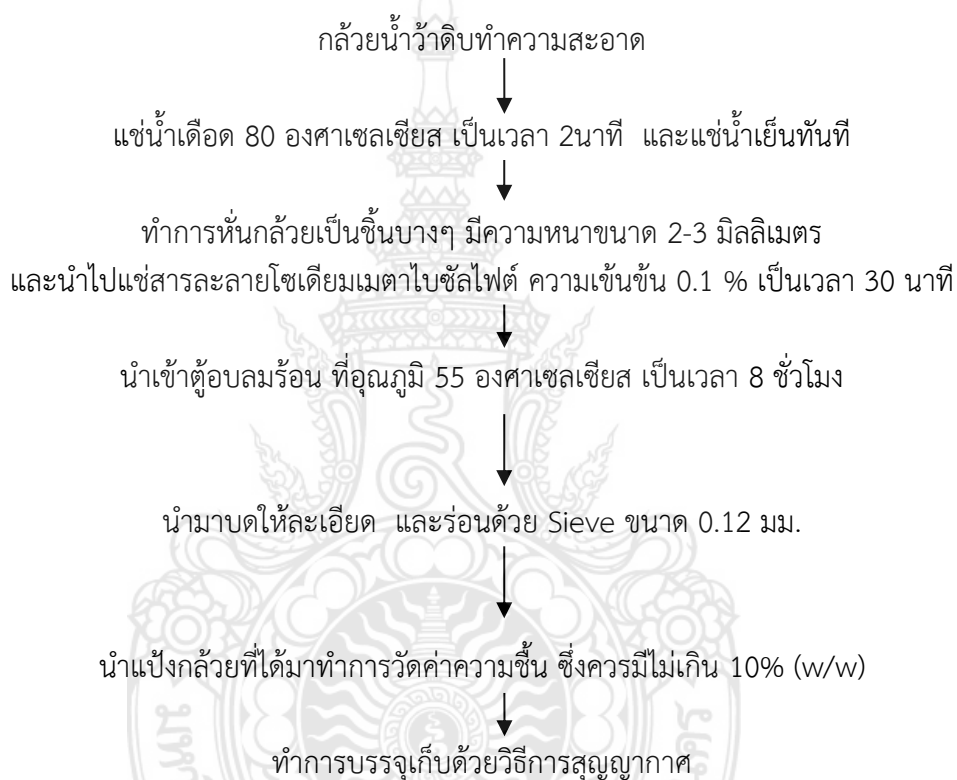 กล้วยน้ำว้าดิบทำความสะอาด
แช่น้ำเดือด 80 องศาเซลเซียส เป็นเวลา 2นาที และแช่น้ำเย็นทันที
ทำการหั่นกล้วยเป็นชิ้นบางๆ มีความหนาขนาด 2-3 มิลลิเมตร
และนำไปแช่สารละลายโซเดียมเมตาไบซัลไฟต์ ความเข้นข้น 0.1 % เป็นเวลา 30 นาที
นำเข้าตู้อบลมร้อน ที่อุณภูมิ 55 องศาเซลเซียส เป็นเวลา 8 ชั่วโมง
นำมาบดให้ละเอียด และร่อนด้วย Sieve ขนาด 0.12 มม.
นำแป้งกล้วยที่ได้มาทำการวัดค่าความชื้น ซึ่งควรมีไม่เกิน 10% (w/w)
ทำการบรรจุเก็บด้วยวิธีการสุญญากาศ